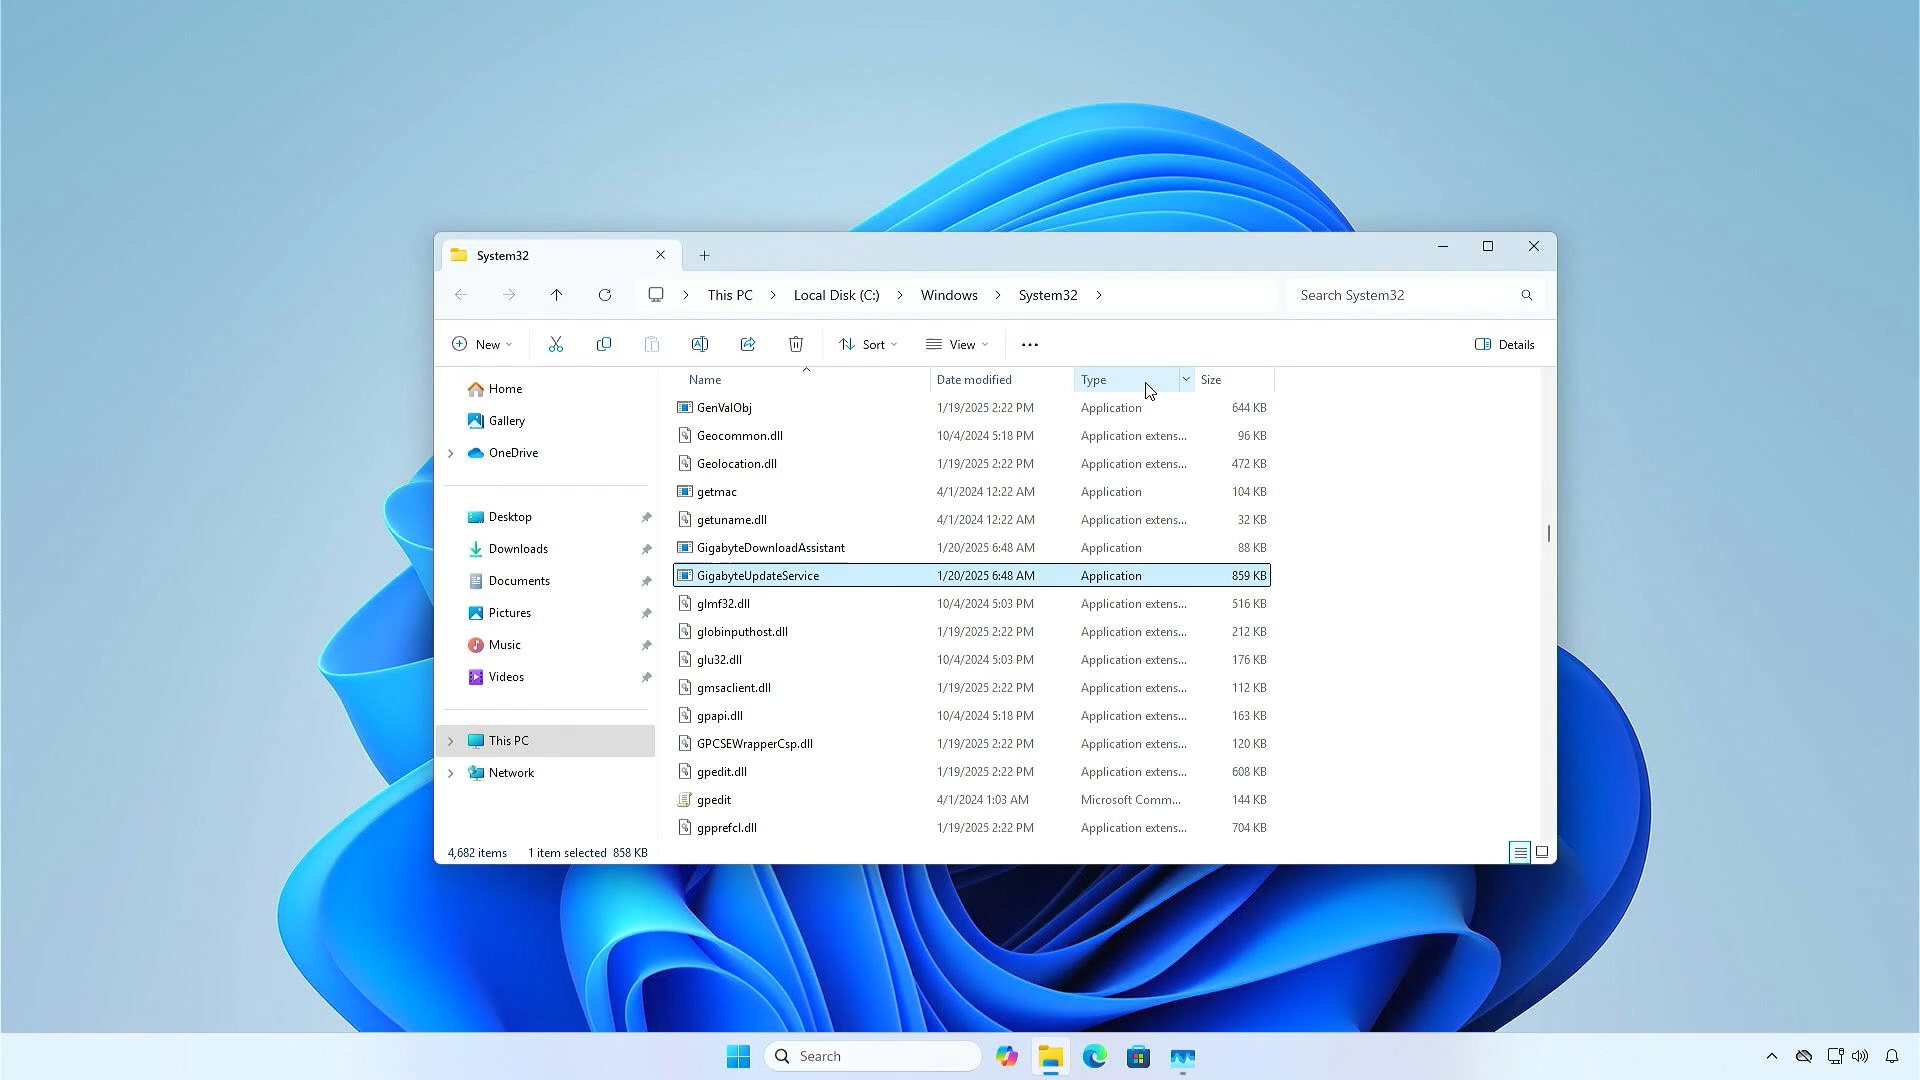 System32
This PC
Local Disk (C:)
Windows
System32
Search System32
New
Sort
View
Details
Home
Gallery
OneDrive
Desktop
Downloads
Documents
Pictures
Music
Videos
This PC
Network
Name Date modified Type Size
GenValObj 1/19/2025 2:22 PM Application 644 KB
Geocommon.dll 10/4/2024 5:18 PM Application extens... 96 KB
Geolocation.dll 1/19/2025 2:22 PM Application extens... 472 KB
getmac 4/1/2024 12:22 AM Application 104 KB
getuname.dll 4/1/2024 12:22 AM Application extens... 32 KB
GigabyteDownloadAssistant 1/20/2025 6:48 AM Application 88 KB
GigabyteUpdateService 1/20/2025 6:48 AM Application 859 KB
glmf32.dll 10/4/2024 5:03 PM Application extens... 516 KB
globinputhost.dll 1/19/2025 2:22 PM Application extens... 212 KB
glu32.dll 10/4/2024 5:03 PM Application extens... 176 KB
gmsaclient.dll 1/19/2025 2:22 PM Application extens... 112 KB
gpapi.dll 10/4/2024 5:18 PM Application extens... 163 KB
GPCSEWrapperCsp.dll 1/19/2025 2:22 PM Application extens... 120 KB
gpedit.dll 1/19/2025 2:22 PM Application extens... 608 KB
gpedit 4/1/2024 1:03 AM Microsoft Comm... 144 KB
gpprefcl.dll 1/19/2025 2:22 PM Application extens... 704 KB
4,682 items 1 item selected 858 KB
Search